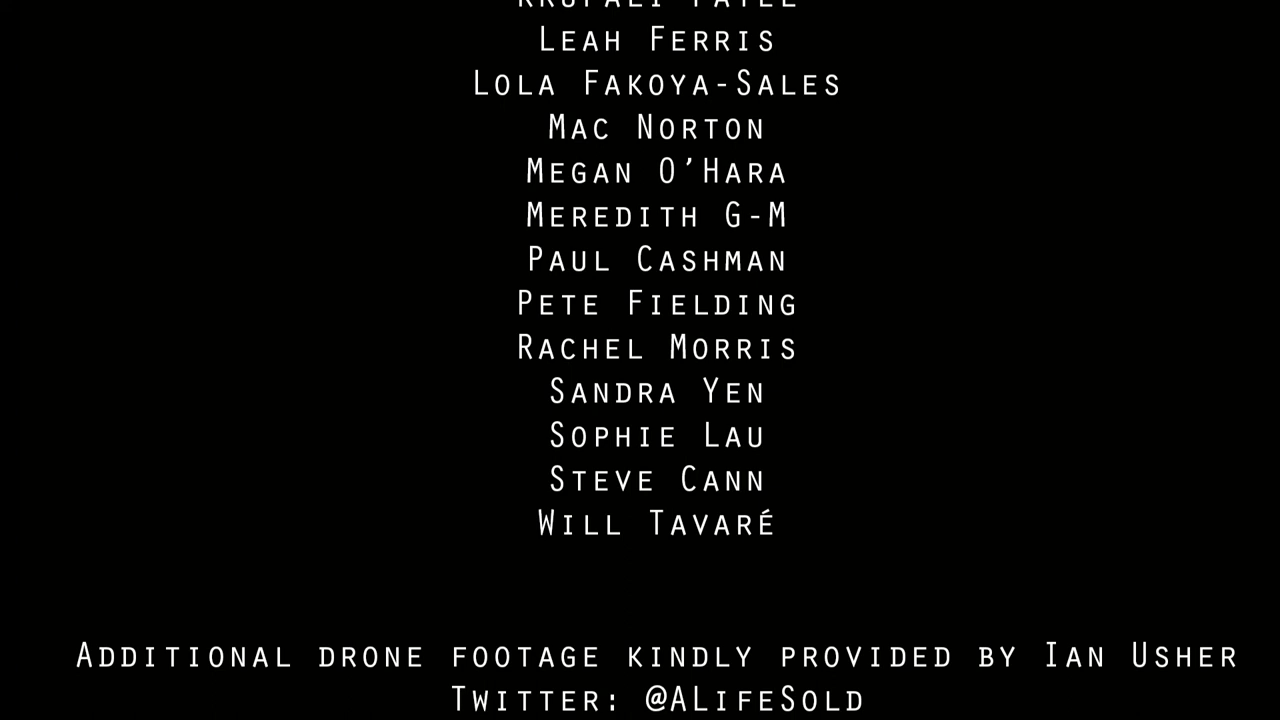 Leah Ferris
Lola Fakoya-Sales
Mac Norton
Megan O’Hara
Meredith G-M
Paul Cashman
Pete Fielding
Rachel Morris
Sandra Yen
Sophie Lau
Steve Cann
Will Tavaré
Additional drone footage kindly provided by Ian Usher
Twitter: @ALifeSold